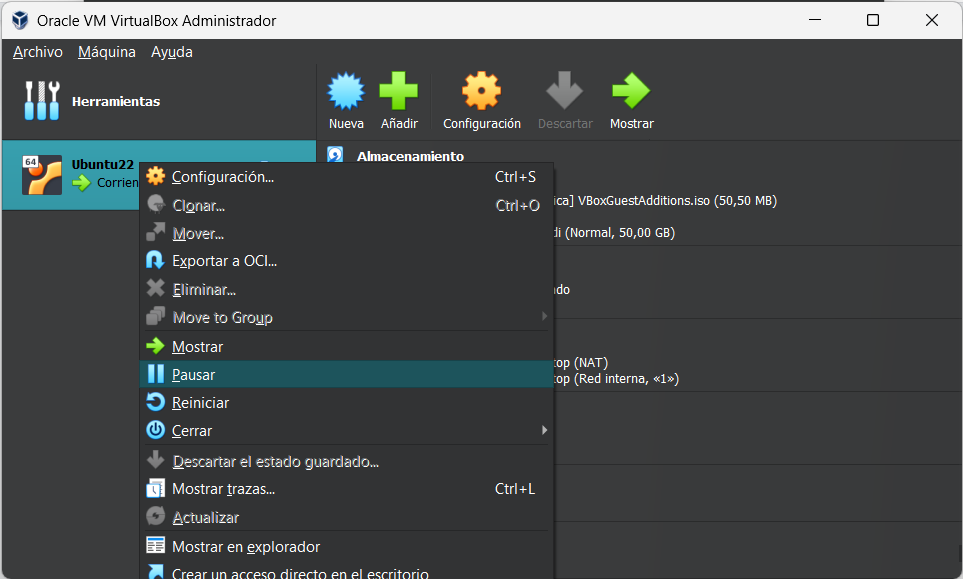 Oracle VM VirtualBox Administrador
Archivo Máquina Ayuda
Herramientas
Nueva Añadir Configuración Descartar Mostrar
64
Ubuntu22
Corrien
Almacenamiento
ica] VBoxGuestAdditions.iso (50,50 MB)
di (Normal, 50,00 GB)
do
top (NAT)
top (Red interna, «1»)
Configuración... Ctrl+S
Clonar... Ctrl+O
Mover...
Exportar a OCI...
Eliminar...
Move to Group
Mostrar
Pausar
Reiniciar
Cerrar
Descartar el estado guardado...
Mostrar trazas... Ctrl+L
Actualizar
Mostrar en explorador
Crear un acceso directo en el escritorio